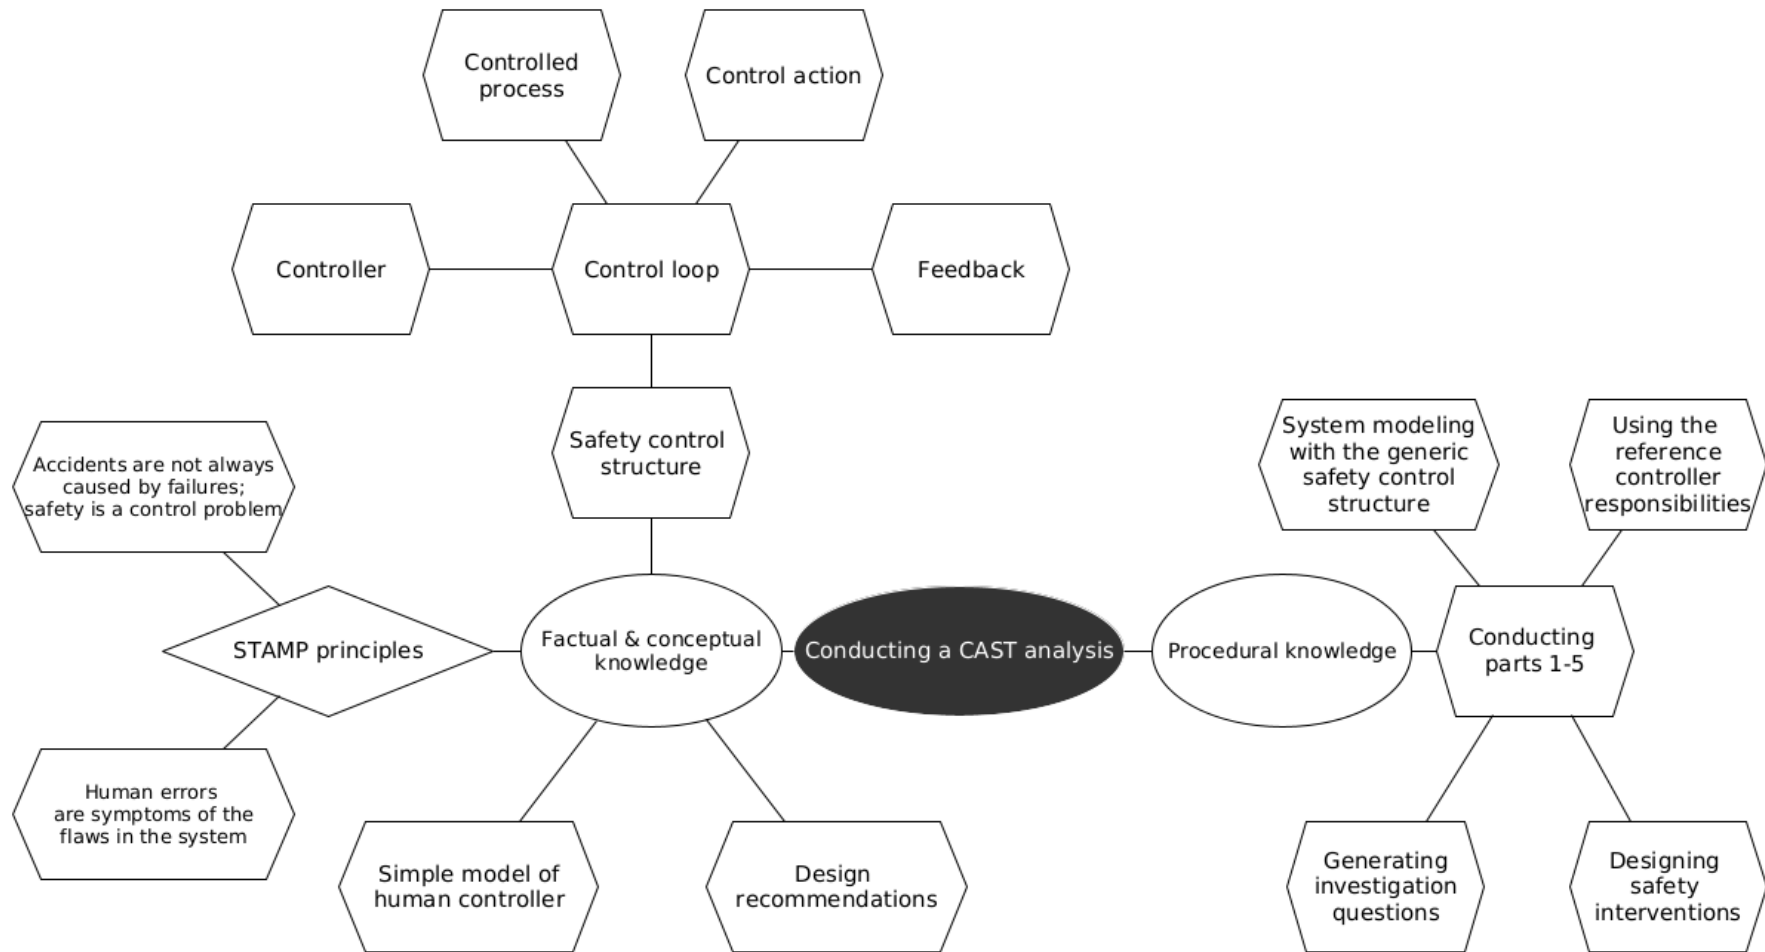 Controlled
process
Control action
Controller
Control loop
Feedback
Safety control
structure
Accidents are not always
caused by failures;
safety is a control problem
System modeling
with the generic
safety control
structure
Using the
reference
controller
responsibilities
STAMP principles
Factual & conceptual
knowledge
Conducting a CAST analysis
Procedural knowledge
Conducting
parts 1-5
Human errors
are symptoms of the
flaws in the system
Simple model of
human controller
Design
recommendations
Generating
investigation
questions
Designing
safety
interventions